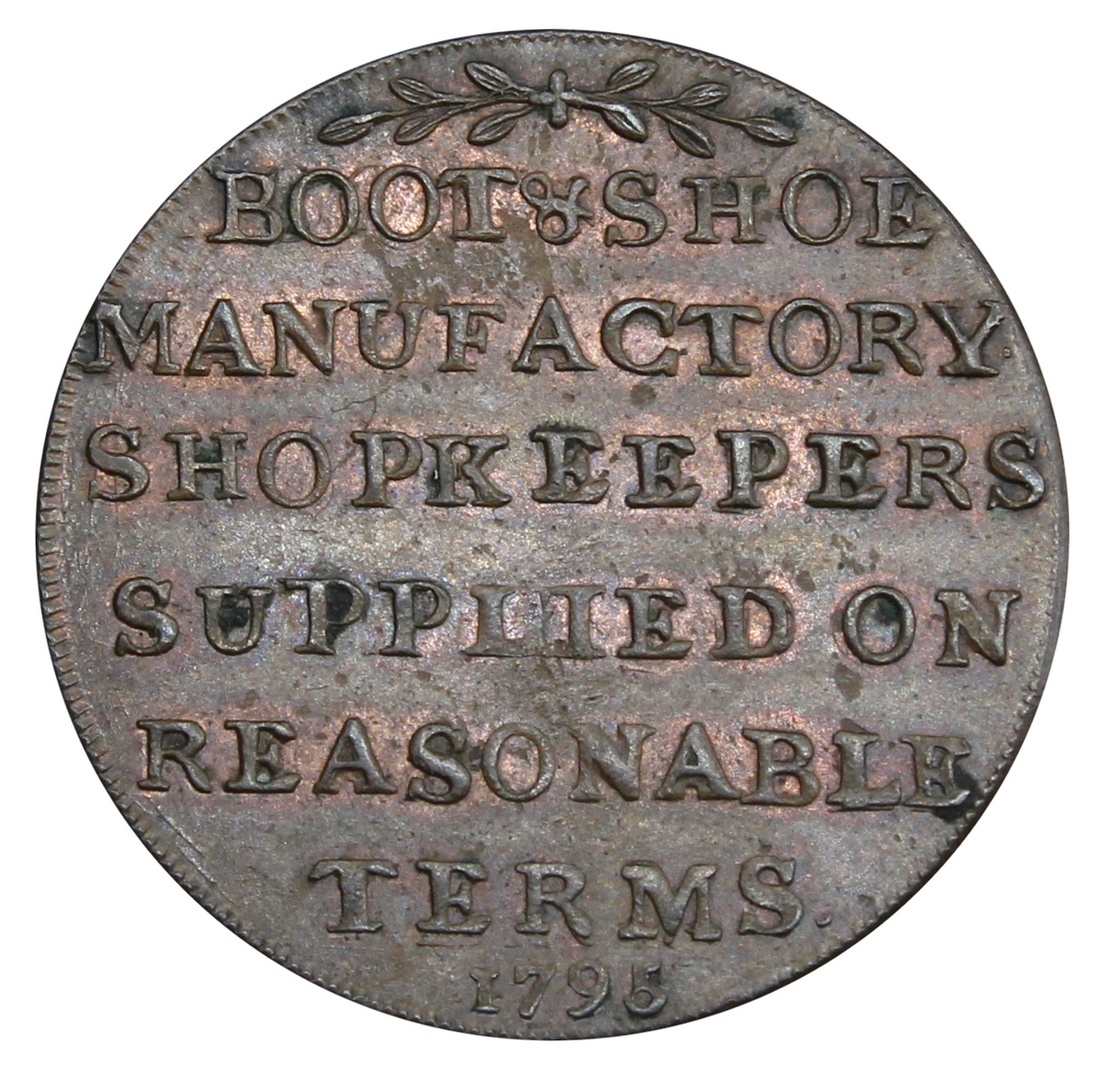 BOOT & SHOE
MANUFACTORY.
SHOPKEEPERS
SUPPLIED ON
REASONABLE
TERMS.
1795